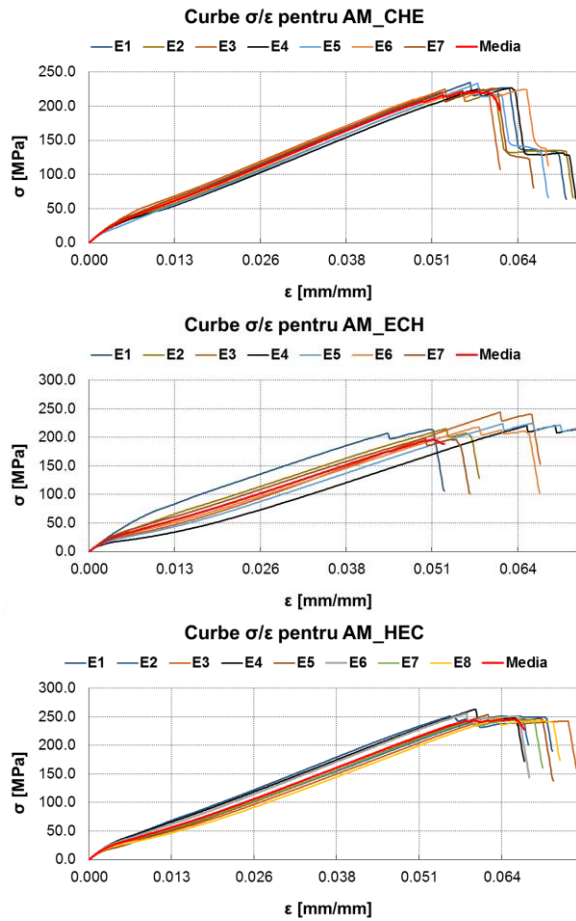 Curbe σ/ε pentru AM_CHE
E1 E2 E3 E4 E5 E6 E7 Media
250.0
200.0
150.0
100.0
50.0
0.0
σ [MPa]
0.000 0.013 0.026 0.038 0.051 0.064
ε [mm/mm]
Curbe σ/ε pentru AM_ECH
E1 E2 E3 E4 E5 E6 E7 Media
300.0
250.0
200.0
150.0
100.0
50.0
0.0
σ [MPa]
0.000 0.013 0.026 0.038 0.051 0.064
ε [mm/mm]
Curbe σ/ε pentru AM_HEC
E1 E2 E3 E4 E5 E6 E7 E8 Media
300.0
250.0
200.0
150.0
100.0
50.0
0.0
σ [MPa]
0.000 0.013 0.026 0.038 0.051 0.064
ε [mm/mm]